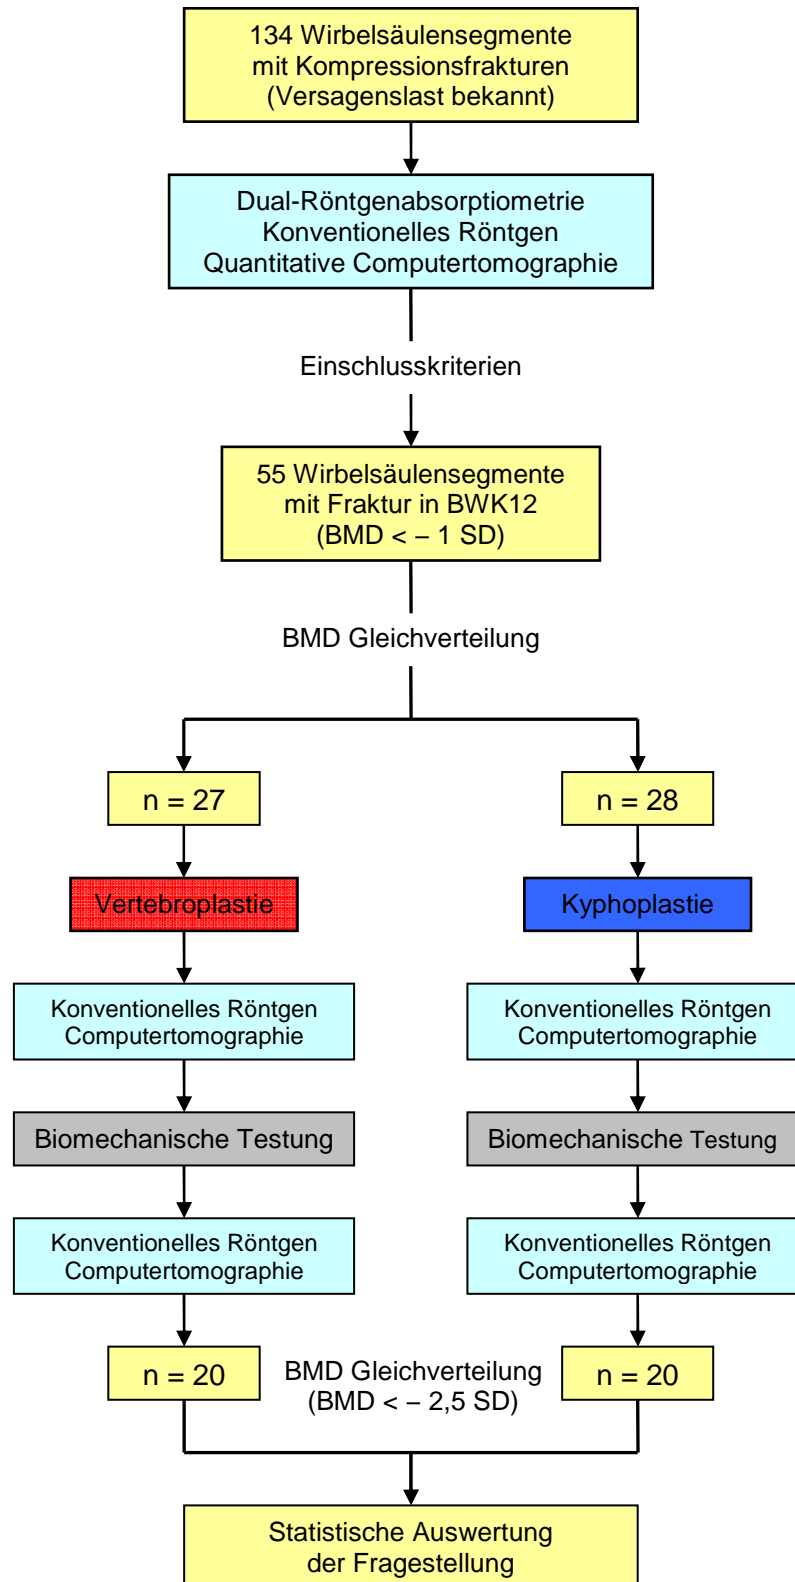 134 Wirbelsäulensegmente
mit Kompressionsfrakturen
(Versagenslast bekannt)
Dual-Röntgenabsorptiometrie
Konventionelles Röntgen
Quantitative Computertomographie
Einschlusskriterien
55 Wirbelsäulensegmente
mit Fraktur in BWK12
(BMD < – 1 SD)
BMD Gleichverteilung
n = 27
n = 28
Vertebroplastie
Kyphoplastie
Konventionelles Röntgen
Computertomographie
Konventionelles Röntgen
Computertomographie
Biomechanische Testung
Biomechanische Testung
Konventionelles Röntgen
Computertomographie
Konventionelles Röntgen
Computertomographie
n = 20
BMD Gleichverteilung
(BMD < – 2,5 SD)
n = 20
Statistische Auswertung
der Fragestellung